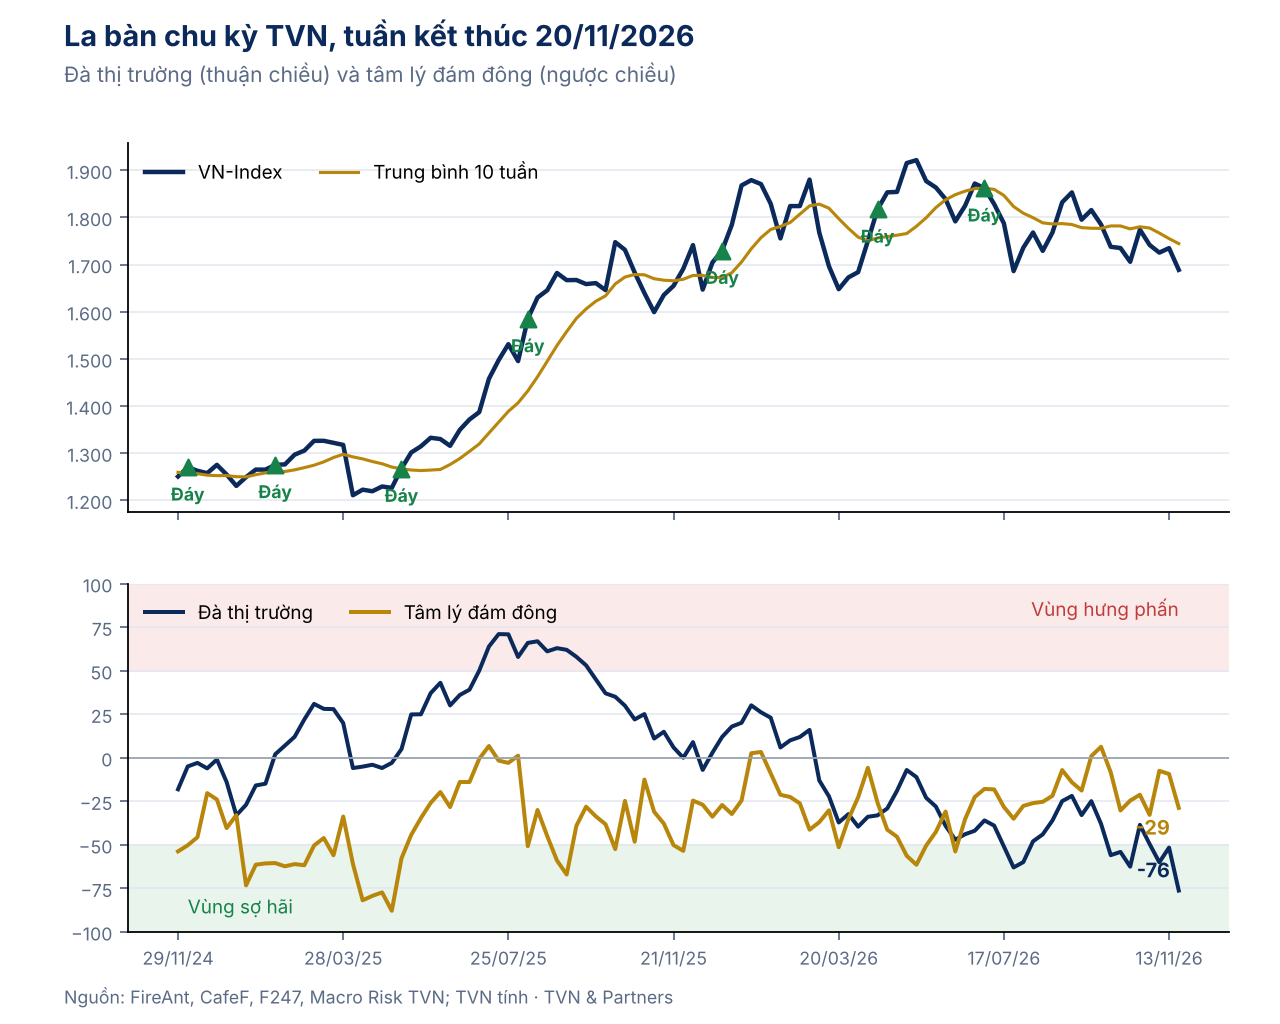 La bàn chu kỳ TVN, tuần kết thúc 20/11/2026
Đà thị trường (thuận chiều) và tâm lý đám đông (ngược chiều)
VN-Index
Trung bình 10 tuần
1.900
1.800
1.700
1.600
1.500
1.400
1.300
1.200
Đáy
Đáy
Đáy
Đáy
Đáy
Đáy
Đáy
Đà thị trường
Tâm lý đám đông
Vùng hưng phấn
100
75
50
25
0
−25
−50
−75
−100
-29
-76
Vùng sợ hãi
29/11/24
28/03/25
25/07/25
21/11/25
20/03/26
17/07/26
13/11/26
Nguồn: FireAnt, CafeF, F247, Macro Risk TVN; TVN tính · TVN & Partners